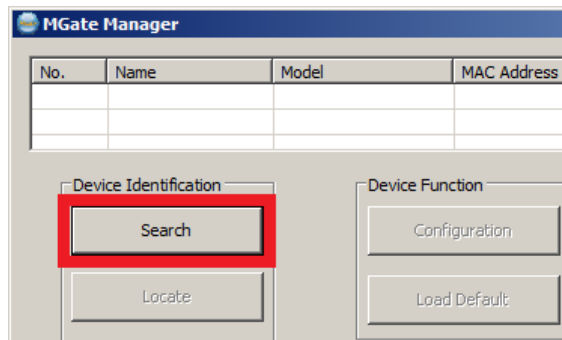 MGate Manager
No. Name Model MAC Address
Device Identification Device Function
Search Configuration
Locate Load Default